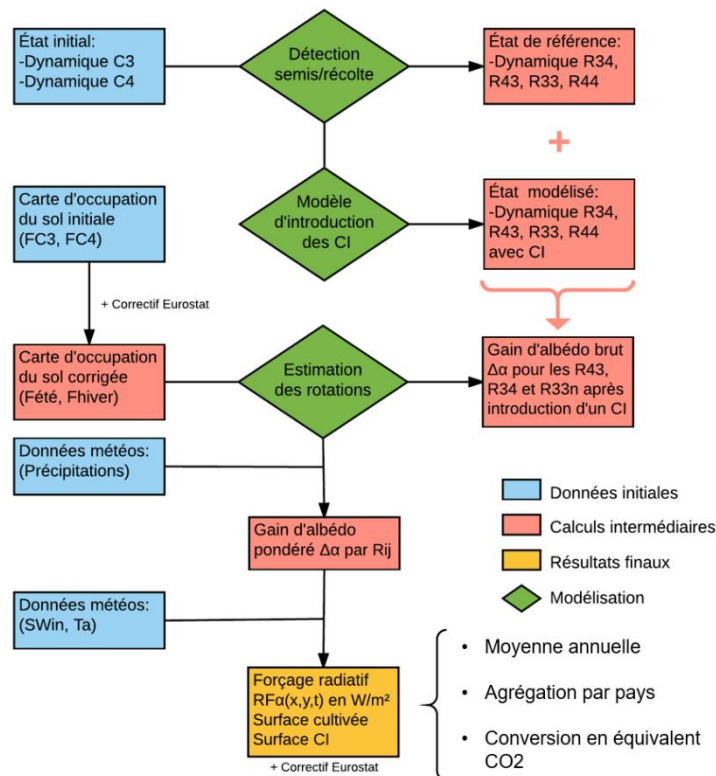 État initial:
-Dynamique C3
-Dynamique C4
Détection
semis/récolte
État de référence:
-Dynamique R34,
R43, R33, R44
+
Carte d'occupation
du sol initiale
(FC3, FC4)
Modèle
d'introduction
des CI
État modélisé:
-Dynamique R34,
R43, R33, R44
avec CI
+ Correctif Eurostat
Carte d'occupation
du sol corrigée
(Fété, Fhiver)
Estimation
des rotations
Gain d'albédo brut
Δα pour les R43,
R34 et R33n après
introduction d'un CI
Données météos:
(Précipitations)
Gain d'albédo
pondéré Δα par Rij
Données initiales
Calculs intermédiaires
Résultats finaux
Modélisation
Données météos:
(SWin, Ta)
Forçage radiatif
RFα(x,y,t) en W/m²
Surface cultivée
Surface CI
+ Correctif Eurostat
• Moyenne annuelle
• Agrégation par pays
• Conversion en équivalent
CO2